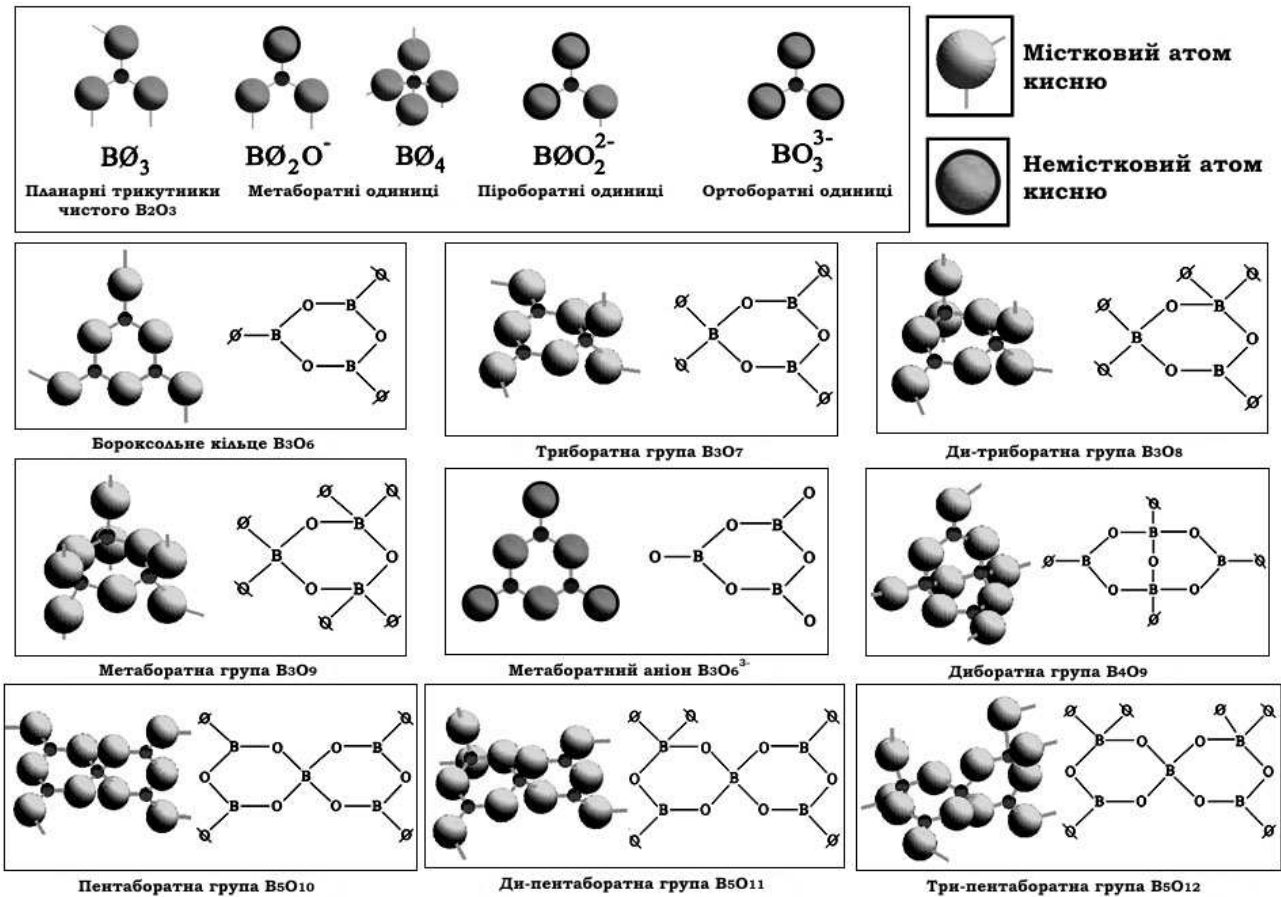 BØ3
BØ2O-
BØ4
BØO2 2-
BO3 3-
Планарні трикутники
чистого B2O3
Метаборатні одиниці
Піроборатні одиниці
Ортоборатні одиниці
Містковий атом
кисню
Немістковий атом
кисню
Ø
O B
Ø B O
O B
Ø
Бороксольне кільце B3O6
Ø
Ø O B
B O
Ø O B
Ø
Триборатна група B3O7
Ø Ø
Ø O B
B O
Ø O B
Ø
Ди-триборатна група B3O8
Ø Ø
Ø O B
B O
Ø O B
Ø Ø
Метаборатна група B3O9
O
O B
O B O
O B
O
Метаборатний аніон B3O6 3-
Ø
O B O
Ø B O B Ø
O B O
Ø
Диборатна група B4O9
Ø Ø
B O O B
O B O
B O O B
Ø Ø
Пентаборатна група B5O10
Ø Ø Ø
B O O B
O B O
B O O B
Ø Ø
Ди-пентаборатна група B5O11
Ø Ø Ø Ø
B O O B
O B O
B O O B
Ø Ø
Три-пентаборатна група B5O12